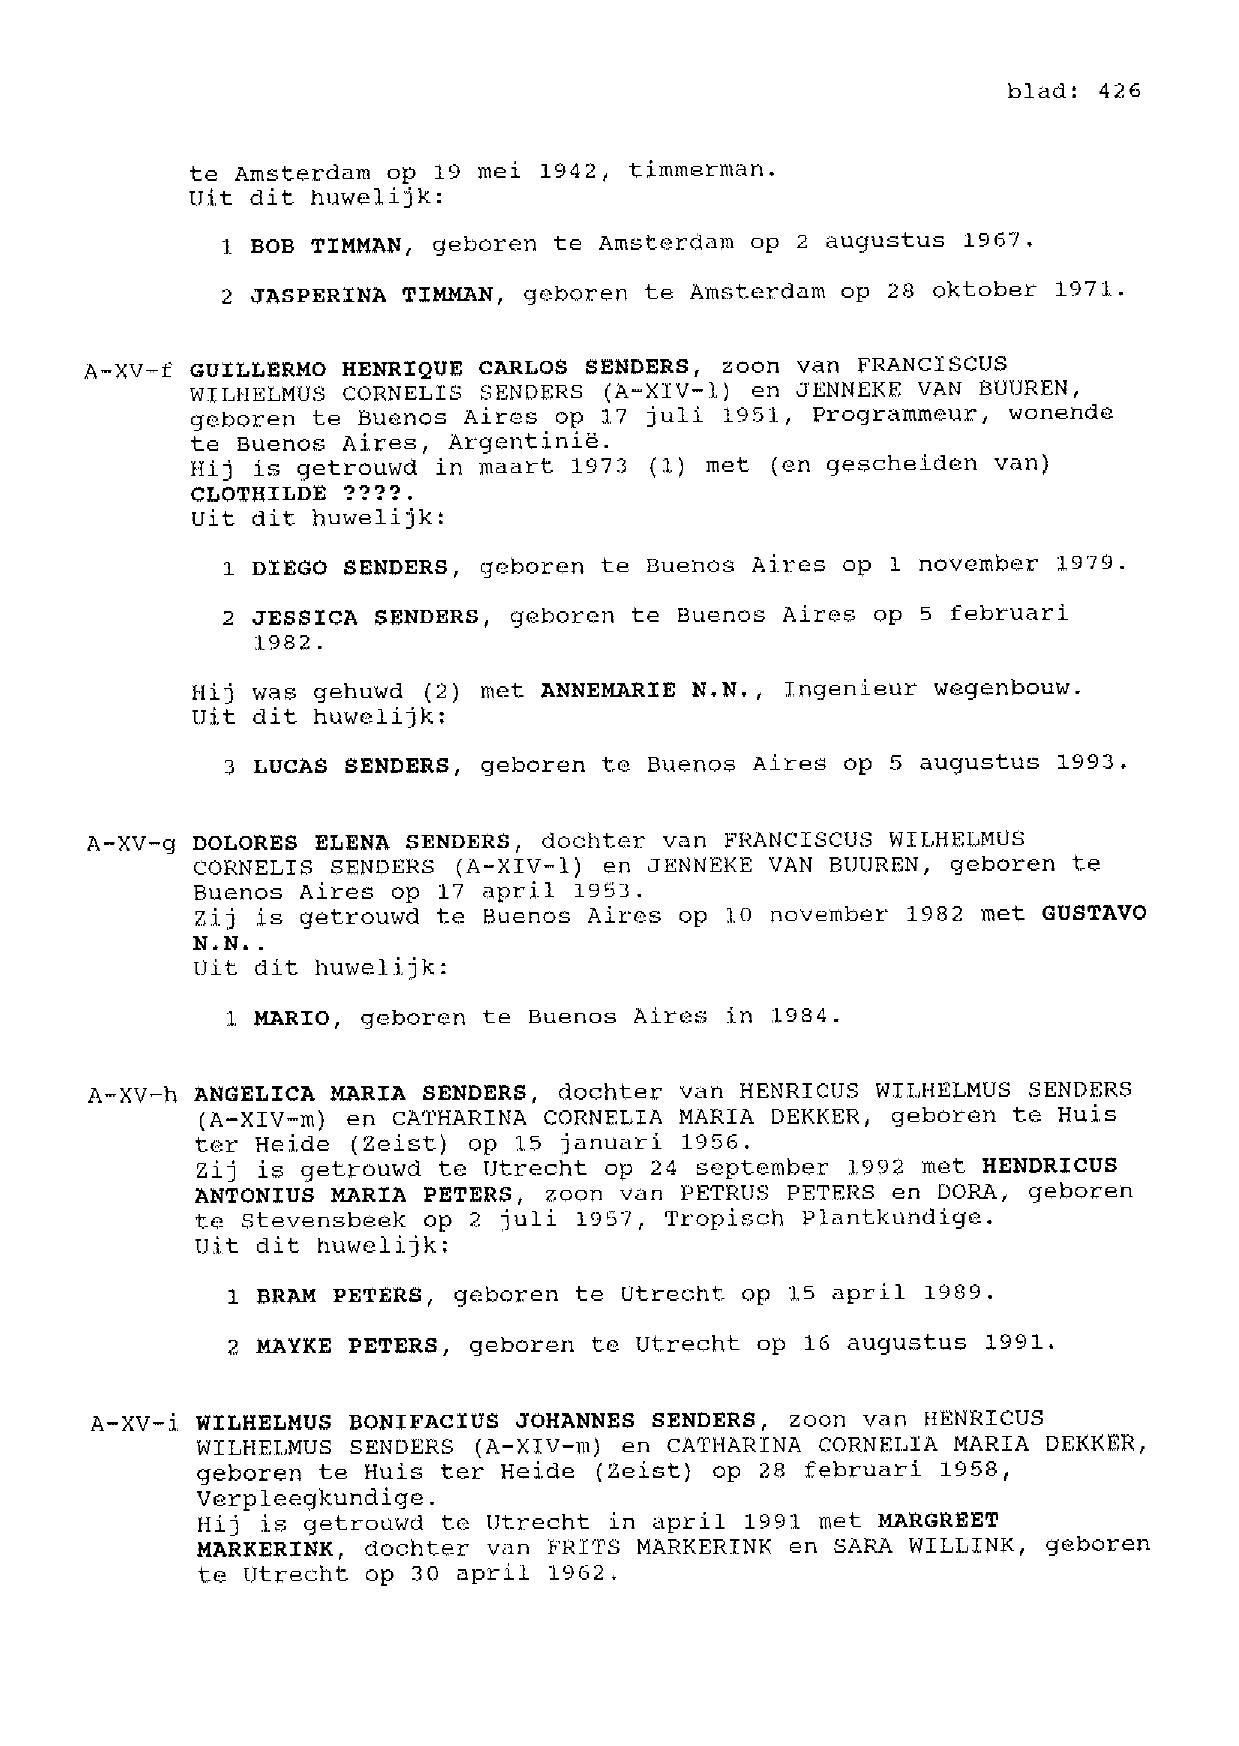 blad: 426
te Amsterdam op 19 mei 1942, timmerman.
Uit dit huwelijk:
1 BOB TIMMAN, geboren te Amsterdam op 2 augustus 1967.
2 JASPERINA TIMMAN, geboren te Amsterdam op 28 oktober 1971.
A-XV-f GUILLERMO HENRIQUE CARLOS SENDERS, zoon van FRANCISCUS
WILHELMUS CORNELIS SENDERS (A-XIV-l) en JENNEKE VAN BUUREN,
geboren te Buenos Aires op 17 juli 1951, Programmeur, wonende
te Buenos Aires, Argentinië.
Hij is getrouwd in maart 1973 (1) met (en gescheiden van)
CLOTHILDE ????.
Uit dit huwelijk:
1 DIEGO SENDERS, geboren te Buenos Aires op 1 november 1979.
2 JESSICA SENDERS, geboren te Buenos Aires op 5 februari
1982.
Hij was gehuwd (2) met ANNEMARIE N.N., Ingenieur wegenbouw.
Uit dit huwelijk:
3 LUCAS SENDERS, geboren te Buenos Aires op 5 augustus 1993.
A-XV-g DOLORES ELENA SENDERS, dochter van FRANCISCUS WILHELMUS
CORNELIS SENDERS (A-XIV-l) en JENNEKE VAN BUUREN, geboren te
Buenos Aires op 17 april 1953.
Zij is getrouwd te Buenos Aires op 10 november 1982 met GUSTAVO
N.N..
Uit dit huwelijk:
1 MARIO, geboren te Buenos Aires in 1984.
A-XV-h ANGELICA MARIA SENDERS, dochter van HENRICUS WILHELMUS SENDERS
(A-XIV-m) en CATHARINA CORNELIA MARIA DEKKER, geboren te Huis
ter Heide (Zeist) op 15 januari 1956.
Zij is getrouwd te Utrecht op 24 september 1992 met HENDRICUS
ANTONIUS MARIA PETERS, zoon van PETRUS PETERS en DORA, geboren
te Stevensbeek op 2 juli 1957, Tropisch Plantkundige.
Uit dit huwelijk:
1 BRAM PETERS, geboren te Utrecht op 15 april 1989.
2 MAYKE PETERS, geboren te Utrecht op 16 augustus 1991.
A-XV-i WILHELMUS BONIFACIUS JOHANNES SENDERS, zoon van HENRICUS
WILHELMUS SENDERS (A-XIV-m) en CATHARINA CORNELIA MARIA DEKKER,
geboren te Huis ter Heide (Zeist) op 28 februari 1958,
Verpleegkundige.
Hij is getrouwd te Utrecht in april 1991 met MARGREET
MARKERINK, dochter van FRITS MARKERINK en SARA WILLINK, geboren
te Utrecht op 30 april 1962.